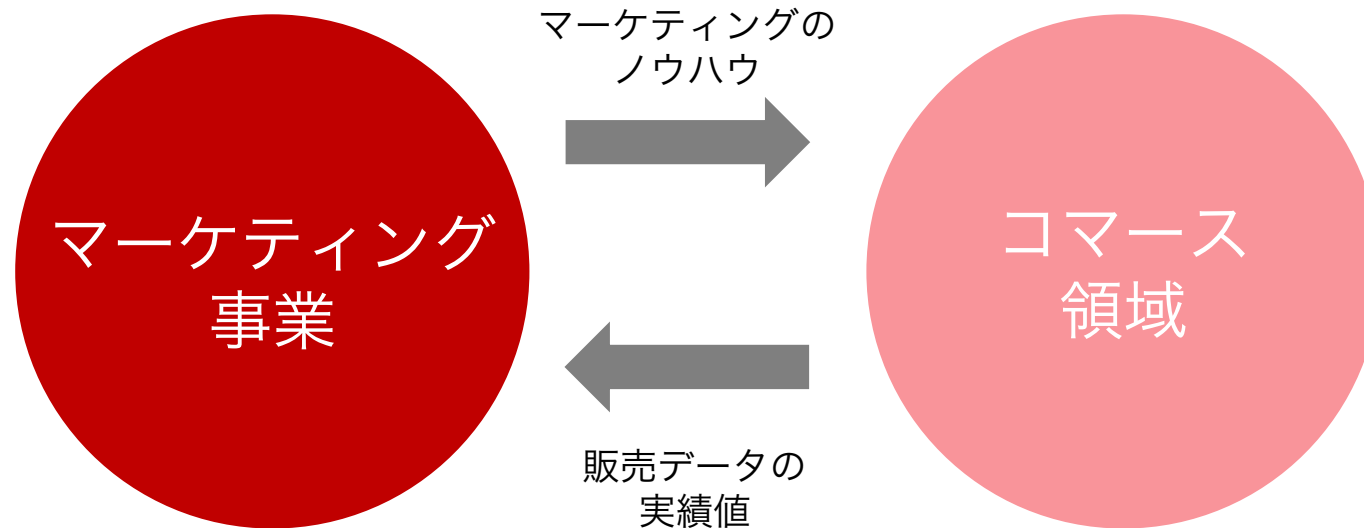 マーケティングの
ノウハウ
マーケティング
事業
コマース
領域
販売データの
実績値